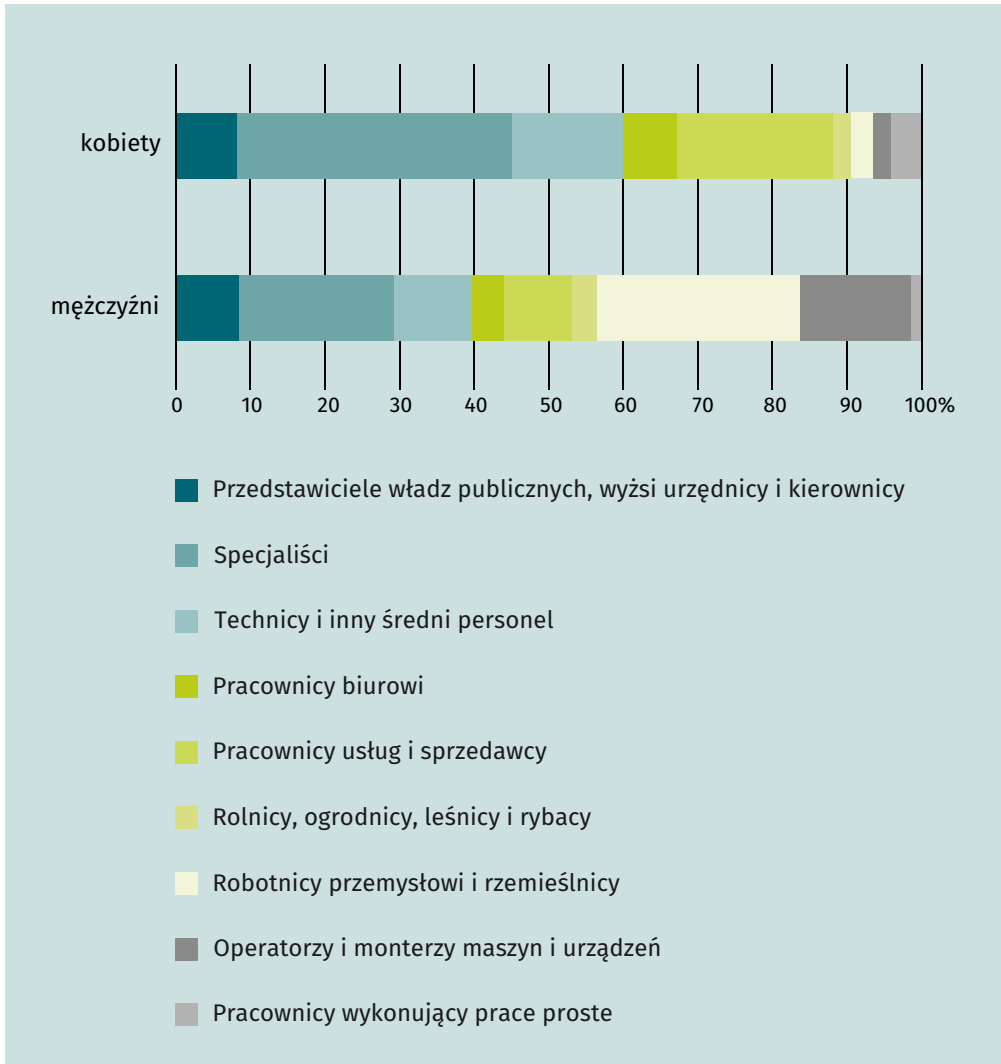 kobiety
mężczyźni
0 10 20 30 40 50 60 70 80 90 100%
Przedstawiciele władz publicznych, wyżsi urzędnicy i kierownicy
Specjaliści
Technicy i inny średni personel
Pracownicy biurowi
Pracownicy usług i sprzedawcy
Rolnicy, ogrodnicy, leśnicy i rybacy
Robotnicy przemysłowi i rzemieślnicy
Operatorzy i monterzy maszyn i urządzeń
Pracownicy wykonujący prace proste